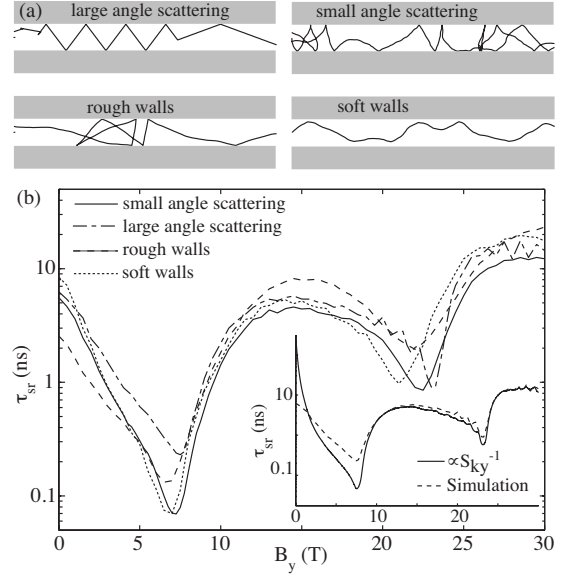 (a) large angle scattering
small angle scattering
rough walls
soft walls
(b)
small angle scattering
large angle scattering
rough walls
soft walls
τsr (ns)
10
1
0.1
0 5 10 15 20 25 30
By (T)
τsr (ns)
10
0.1
0 10 20
∝Sky-1
Simulation